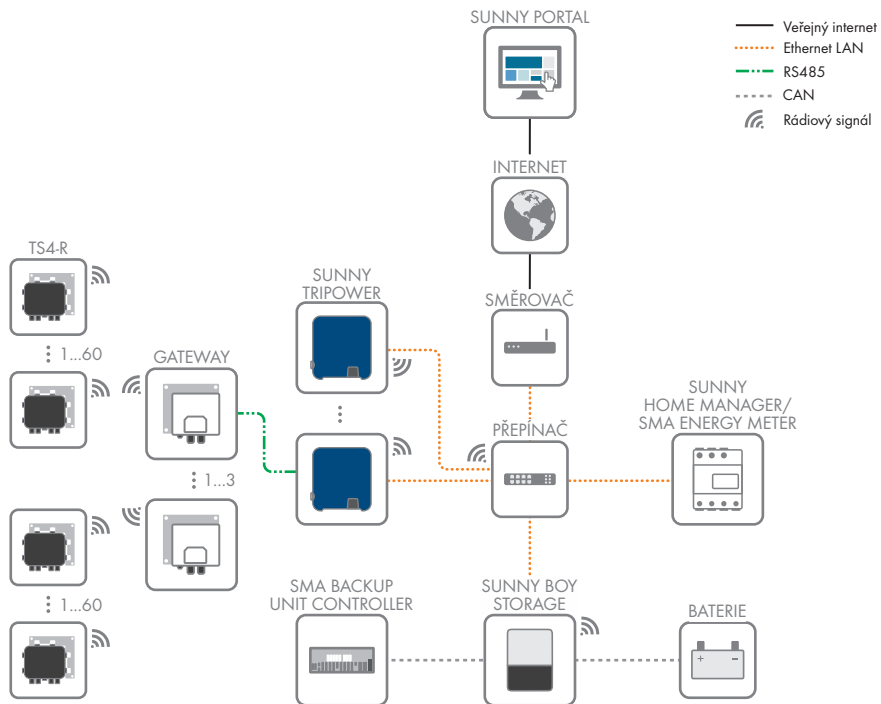 SUNNY PORTAL
Veřejný internet
Ethernet LAN
RS485
CAN
Rádiový signál
INTERNET
TS4-R
SUNNY
TRIPOWER
SMĚROVAČ
1...60
GATEWAY
SUNNY
HOME MANAGER/
SMA ENERGY METER
PŘEPÍNAČ
1...3
SMA BACKUP
UNIT CONTROLLER
SUNNY BOY
STORAGE
BATERIE
1...60
+ −